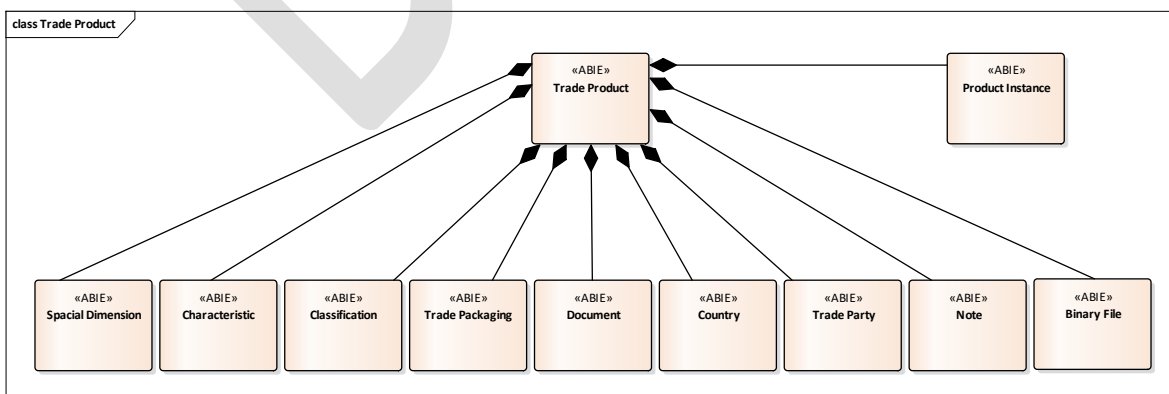 class Trade Product
«ABIE»
Trade Product
«ABIE»
Product Instance
«ABIE»
Spacial Dimension
«ABIE»
Characteristic
«ABIE»
Classification
«ABIE»
Trade Packaging
«ABIE»
Document
«ABIE»
Country
«ABIE»
Trade Party
«ABIE»
Note
«ABIE»
Binary File